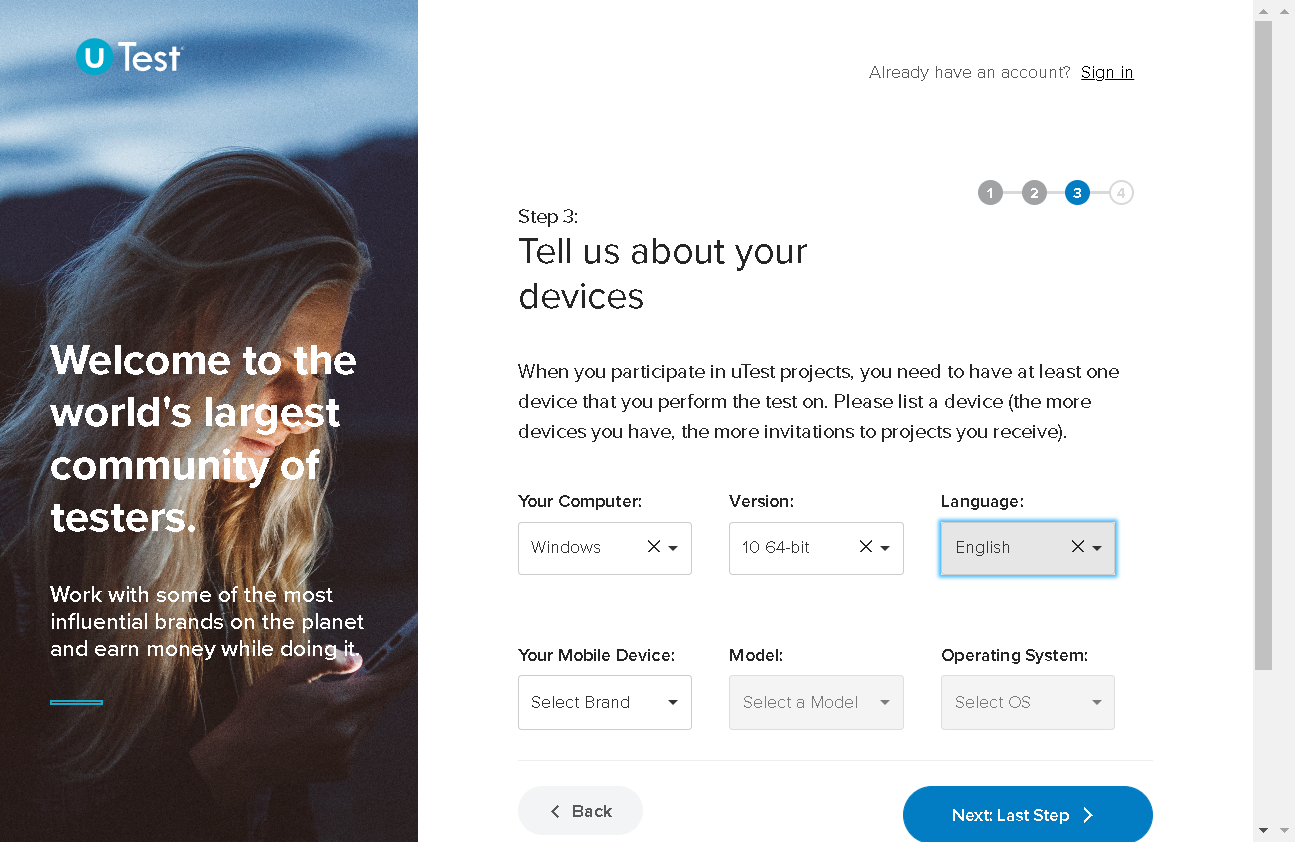 U Test
Already have an account? Sign in
1 2 3 4
Step 3:
Tell us about your
devices
Welcome to the
world's largest
community of
testers.
Work with some of the most
influential brands on the planet
and earn money while doing it.
When you participate in uTest projects, you need to have at least one
device that you perform the test on. Please list a device (the more
devices you have, the more invitations to projects you receive).
Your Computer: Version: Language:
Windows 10 64-bit English
Your Mobile Device: Model: Operating System:
Select Brand Select a Model Select OS
Back Next: Last Step